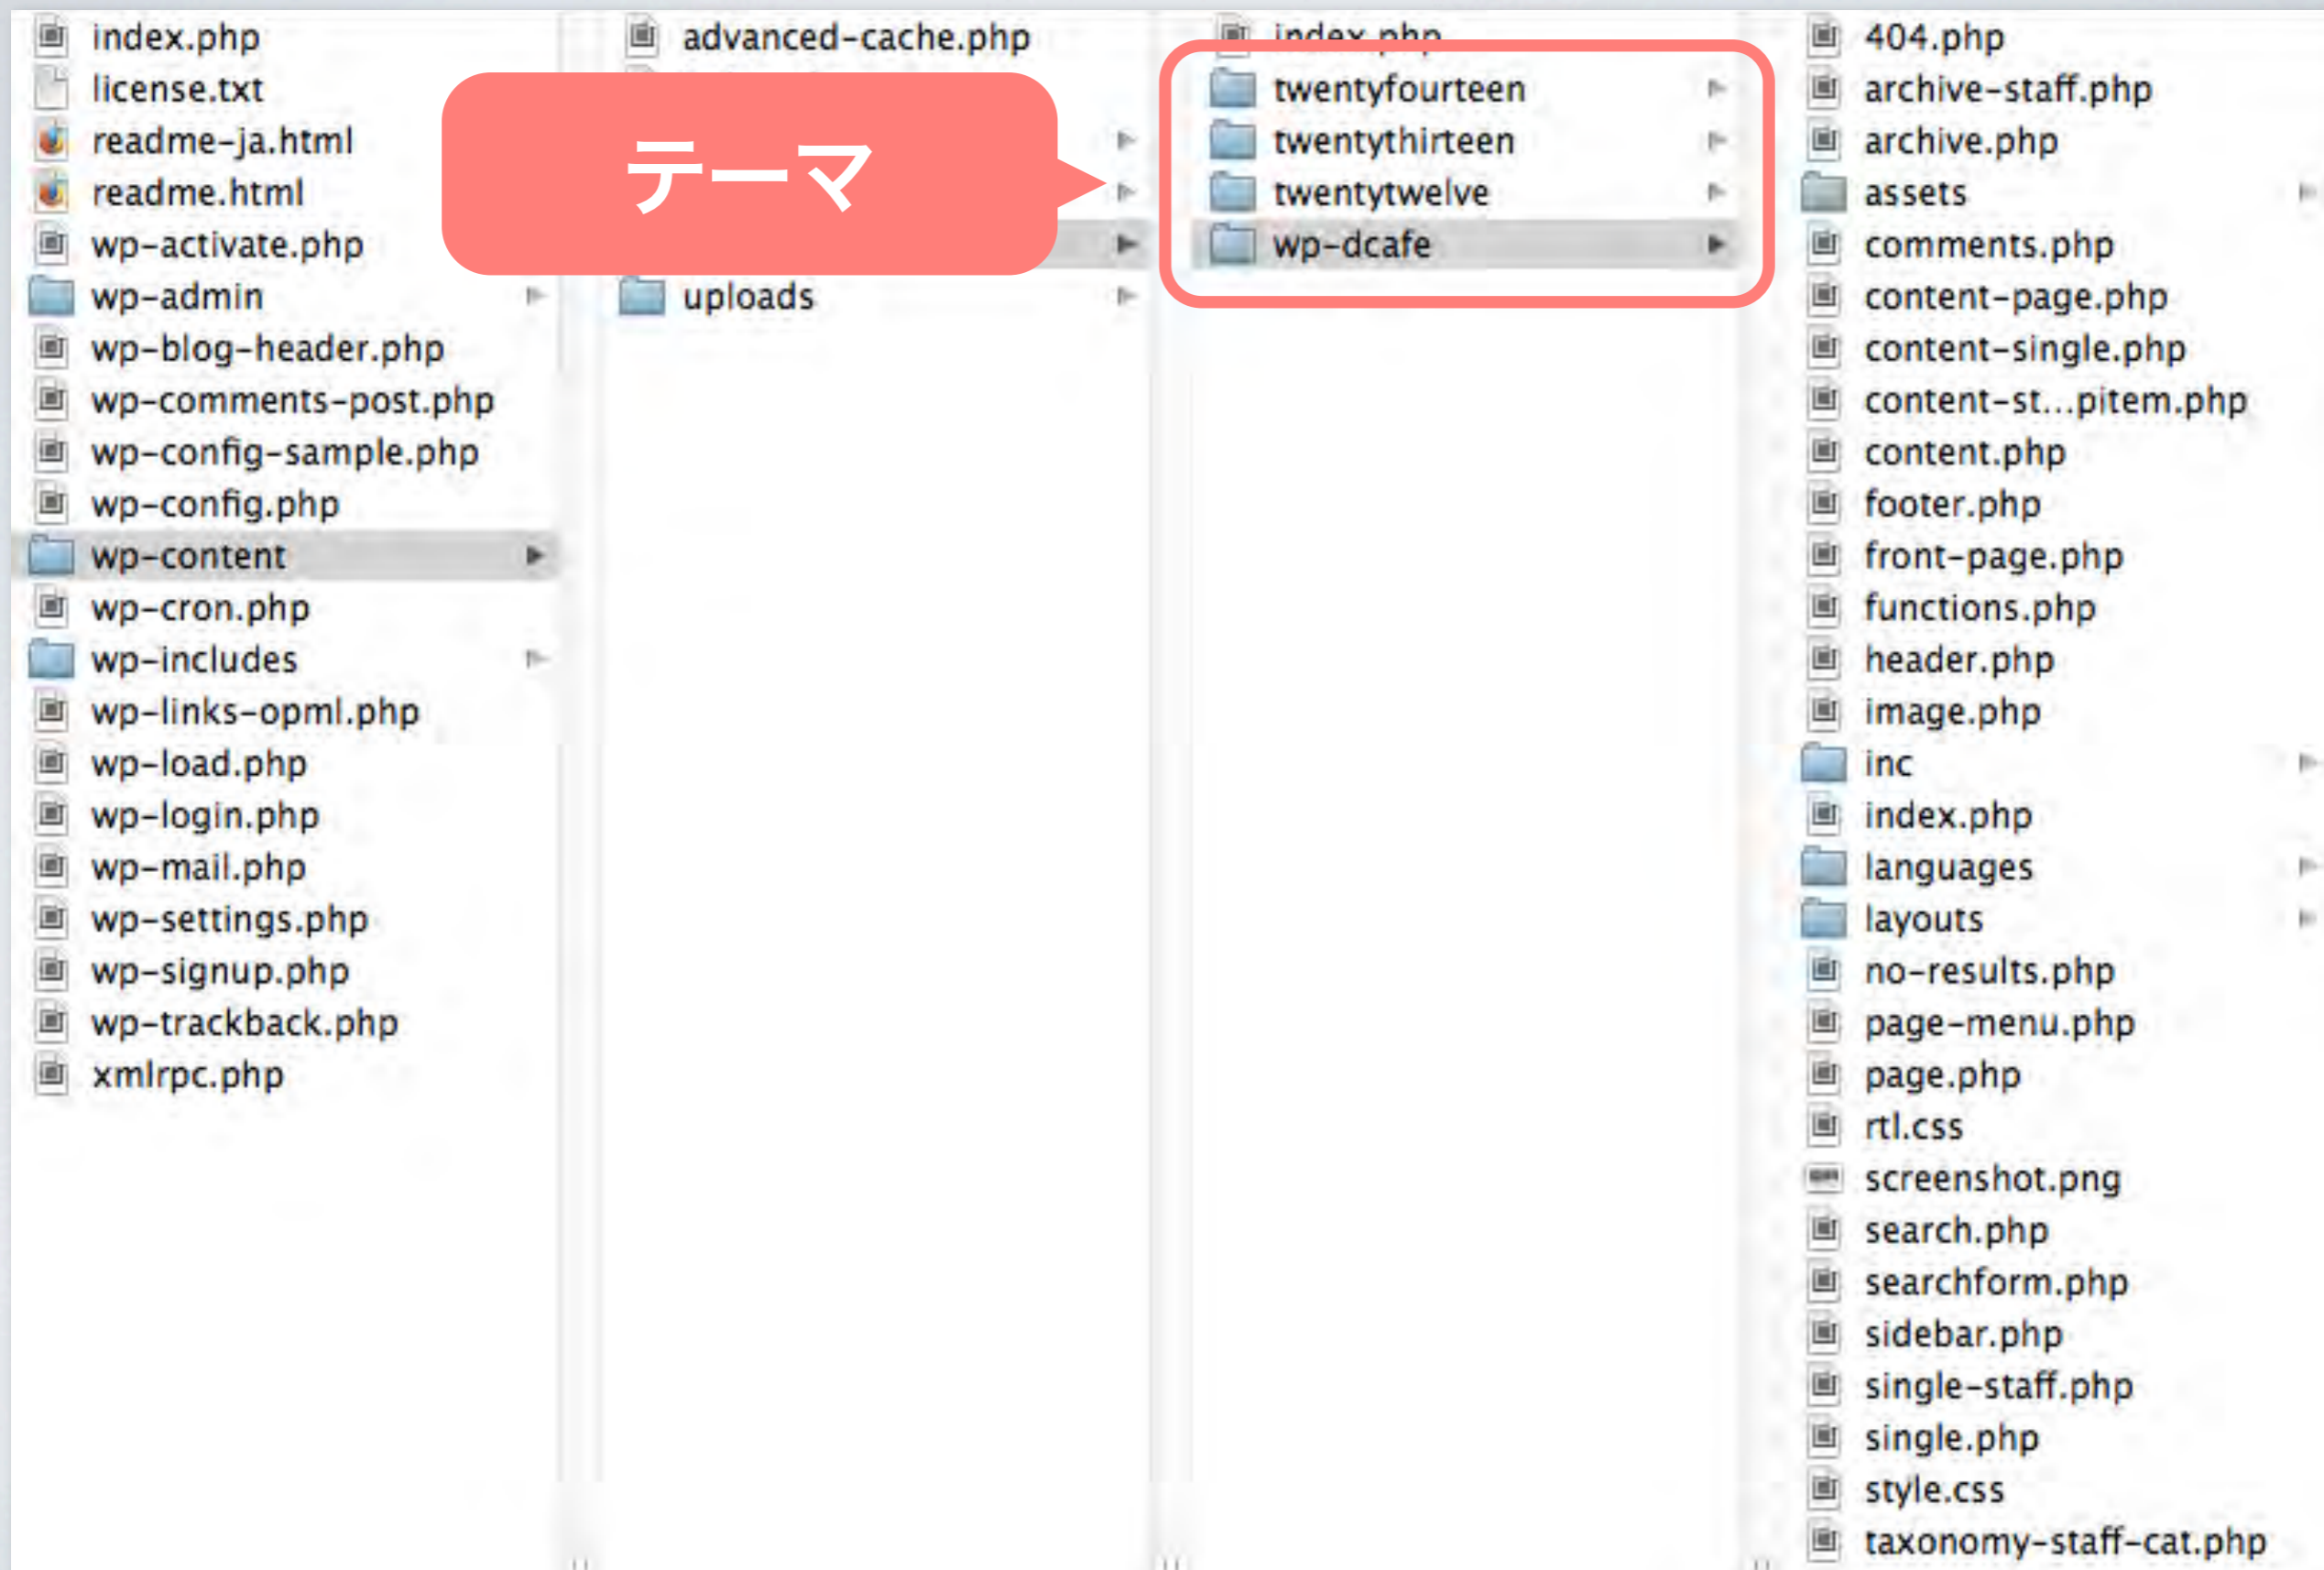 index.php
license.txt
readme-ja.html
readme.html
wp-activate.php
wp-admin
wp-blog-header.php
wp-comments-post.php
wp-config-sample.php
wp-config.php
wp-content
wp-cron.php
wp-includes
wp-links-opml.php
wp-load.php
wp-login.php
wp-mail.php
wp-settings.php
wp-signup.php
wp-trackback.php
xmlrpc.php
advanced-cache.php
テーマ
uploads
index.php
twentyfourteen
twentythirteen
twentytwelve
wp-dcafe
404.php
archive-staff.php
archive.php
assets
comments.php
content-page.php
content-single.php
content-st...pitem.php
content.php
footer.php
front-page.php
functions.php
header.php
image.php
inc
index.php
languages
layouts
no-results.php
page-menu.php
page.php
rtl.css
screenshot.png
search.php
searchform.php
sidebar.php
single-staff.php
single.php
style.css
taxonomy-staff-cat.php